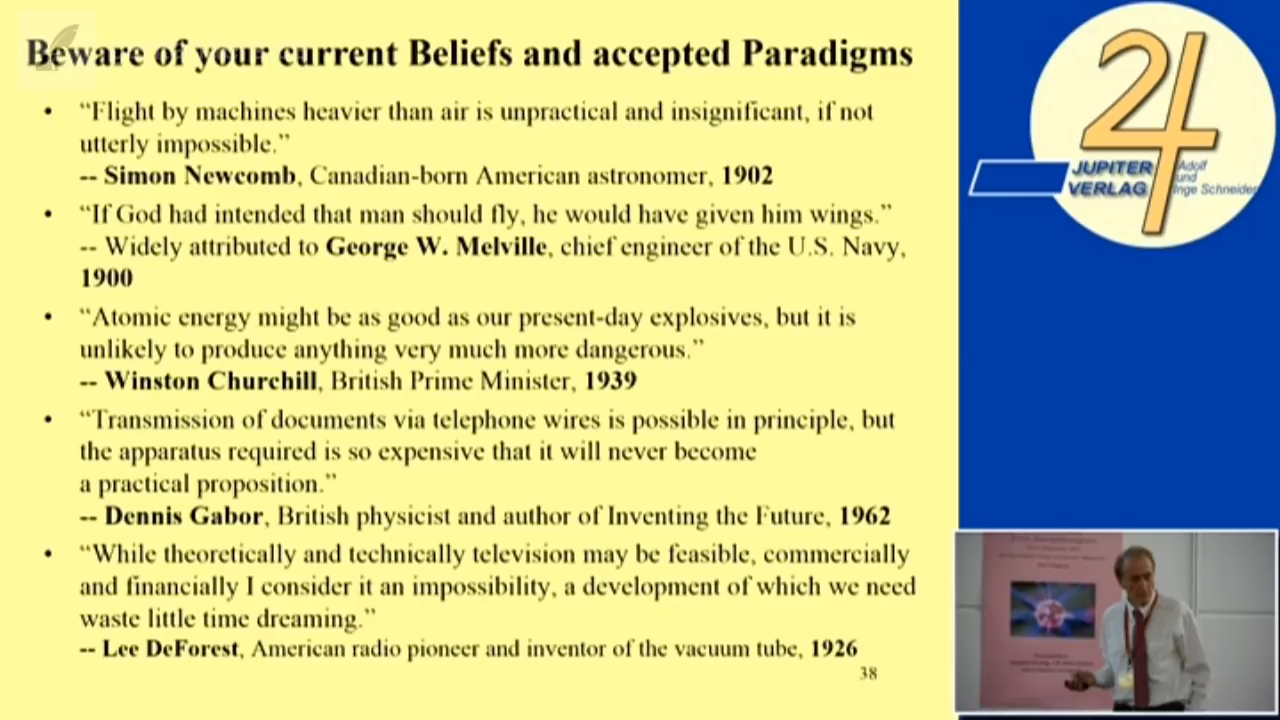 Beware of your current Beliefs and accepted Paradigms
• “Flight by machines heavier than air is unpractical and insignificant, if not
utterly impossible.”
-- Simon Newcomb, Canadian-born American astronomer, 1902
• “If God had intended that man should fly, he would have given him wings.”
-- Widely attributed to George W. Melville, chief engineer of the U.S. Navy,
1900
• “Atomic energy might be as good as our present-day explosives, but it is
unlikely to produce anything very much more dangerous.”
-- Winston Churchill, British Prime Minister, 1939
• “Transmission of documents via telephone wires is possible in principle, but
the apparatus required is so expensive that it will never become
a practical proposition.”
-- Dennis Gabor, British physicist and author of Inventing the Future, 1962
• “While theoretically and technically television may be feasible, commercially
and financially I consider it an impossibility, a development of which we need
waste little time dreaming.”
-- Lee DeForest, American radio pioneer and inventor of the vacuum tube, 1926
38
JUPITER
VERLAG
Adolf
und
Inge Schneider